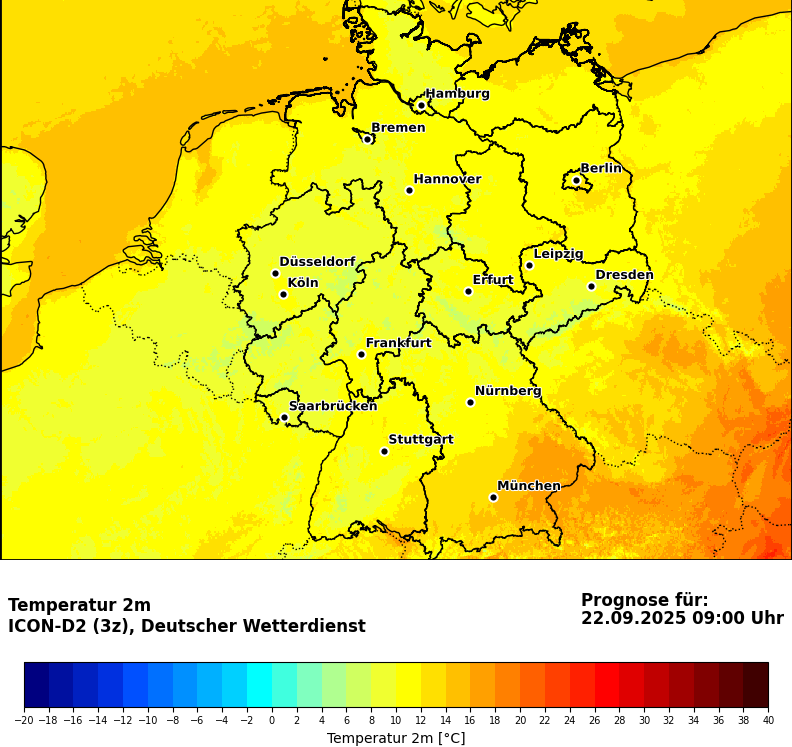 Hamburg
Bremen
Berlin
Hannover
Leipzig
Düsseldorf
Dresden
Köln
Erfurt
Frankfurt
Nürnberg
Saarbrücken
Stuttgart
München
Temperatur 2m
ICON-D2 (3z), Deutscher Wetterdienst
Prognose für:
22.09.2025 09:00 Uhr
−20 −18 −16 −14 −12 −10 −8 −6 −4 −2 0 2 4 6 8 10 12 14 16 18 20 22 24 26 28 30 32 34 36 38 40
Temperatur 2m [°C]